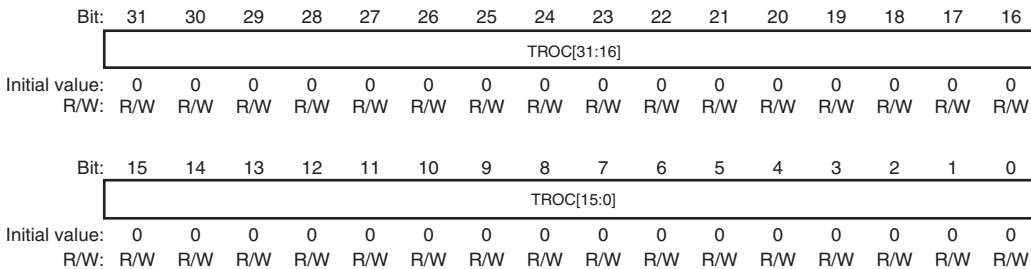 Bit: 31 30 29 28 27 26 25 24 23 22 21 20 19 18 17 16
TROC[31:16]
Initial value: 0 0 0 0 0 0 0 0 0 0 0 0 0 0 0 0
R/W: R/W R/W R/W R/W R/W R/W R/W R/W R/W R/W R/W R/W R/W R/W R/W R/W
Bit: 15 14 13 12 11 10 9 8 7 6 5 4 3 2 1 0
TROC[15:0]
Initial value: 0 0 0 0 0 0 0 0 0 0 0 0 0 0 0 0
R/W: R/W R/W R/W R/W R/W R/W R/W R/W R/W R/W R/W R/W R/W R/W R/W R/W